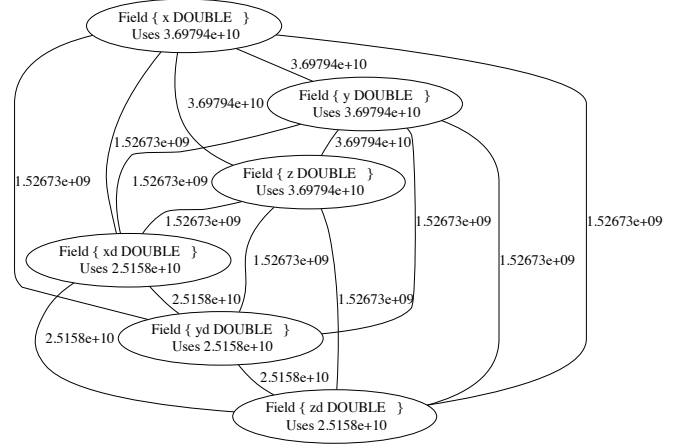 Field { x DOUBLE }
Uses 3.69794e+10
3.69794e+10
Field { y DOUBLE }
Uses 3.69794e+10
3.69794e+10
1.52673e+09
3.69794e+10
Field { z DOUBLE }
Uses 3.69794e+10
1.52673e+09
1.52673e+09
1.52673e+09
1.52673e+09
1.52673e+09
Field { xd DOUBLE }
Uses 2.5158e+10
1.52673e+09
1.52673e+09
2.5158e+10
1.52673e+09
Field { yd DOUBLE }
Uses 2.5158e+10
2.5158e+10
2.5158e+10
Field { zd DOUBLE }
Uses 2.5158e+10